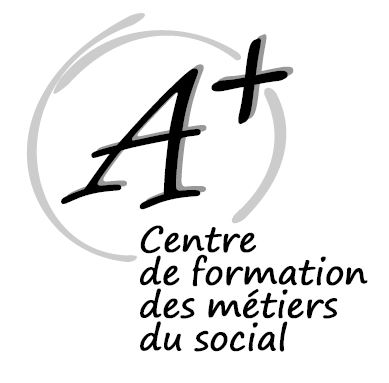 A+
Centre
de formation
des métiers
du social